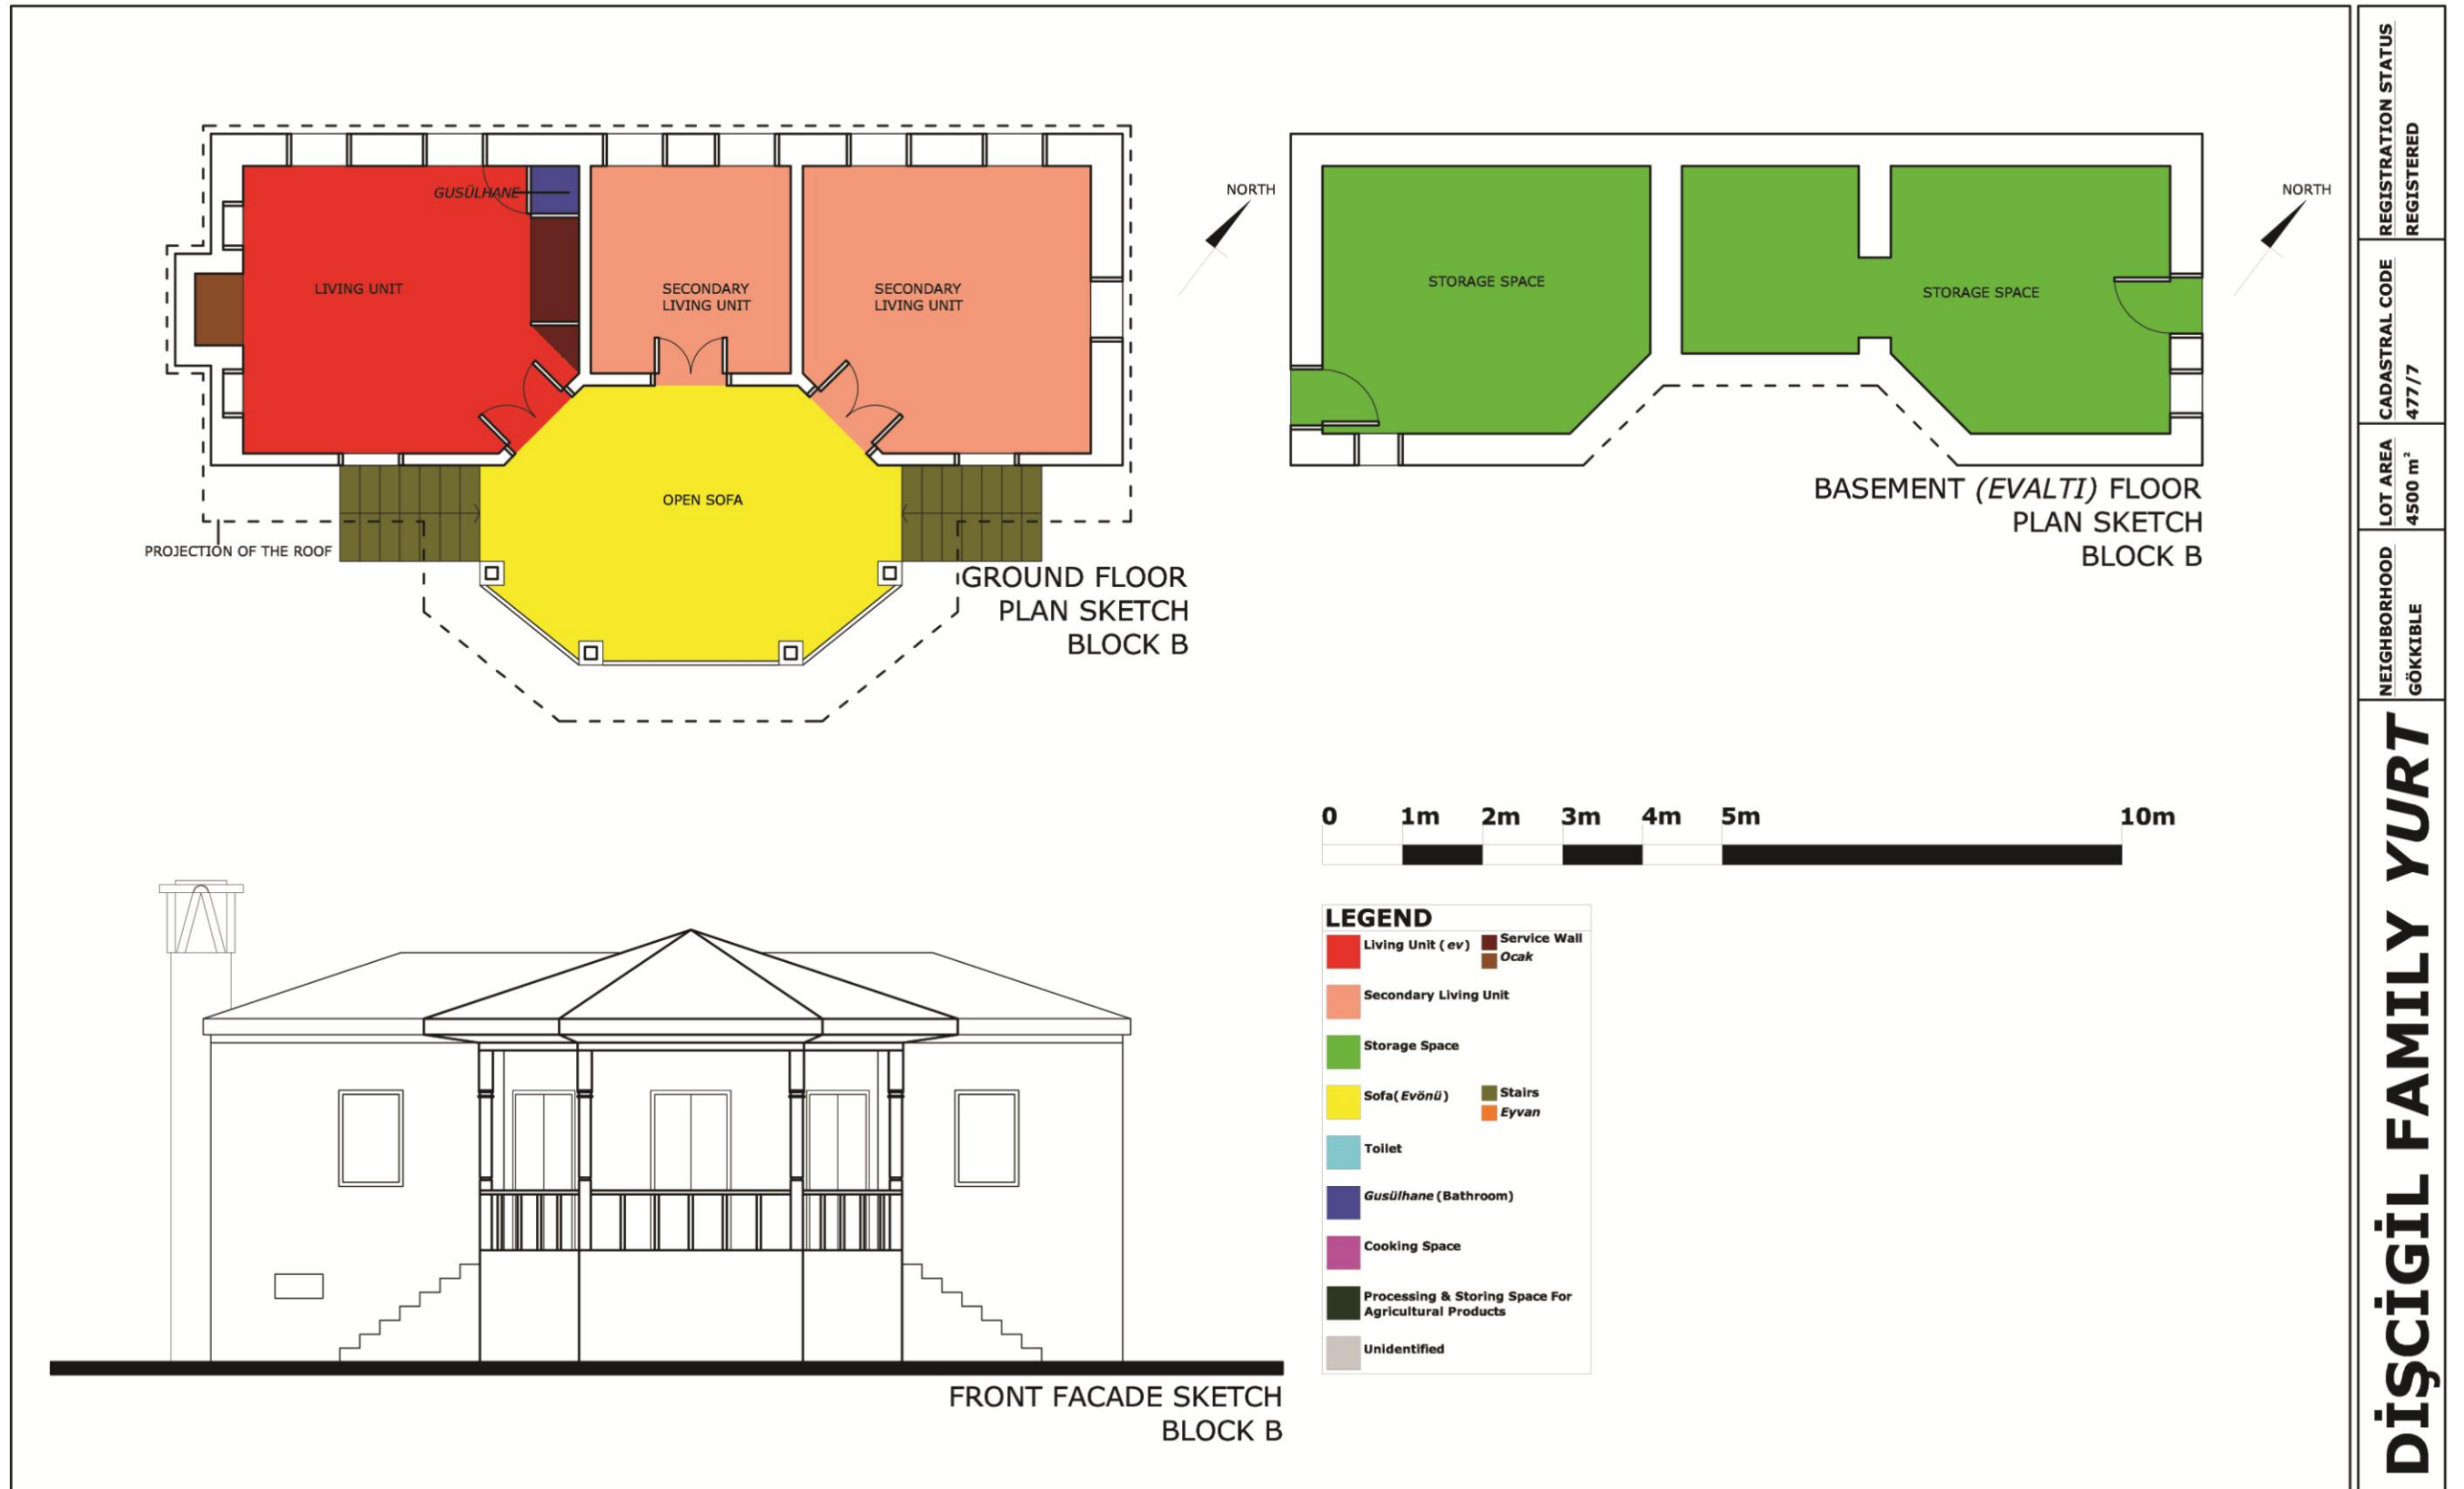 GUSÜLHANE
LIVING UNIT
SECONDARY
LIVING UNIT
SECONDARY
LIVING UNIT
OPEN SOFA
PROJECTION OF THE ROOF
NORTH
GROUND FLOOR
PLAN SKETCH
BLOCK B
STORAGE SPACE
STORAGE SPACE
NORTH
BASEMENT (EVALTI) FLOOR
PLAN SKETCH
BLOCK B
0 1m 2m 3m 4m 5m 10m
LEGEND
Living Unit (ev)
Service Wall
Ocak
Secondary Living Unit
Storage Space
Sofa(Evönü)
Stairs
Eyvan
Toilet
Gusülhane (Bathroom)
Cooking Space
Processing & Storing Space For
Agricultural Products
Unidentified
FRONT FACADE SKETCH
BLOCK B
REGISTRATION STATUS
REGISTERED
CADASTRAL CODE
477/7
LOT AREA
4500 m²
NEIGHBORHOOD
GÖKKIBLE
DİŞCİGİL FAMILY YURT